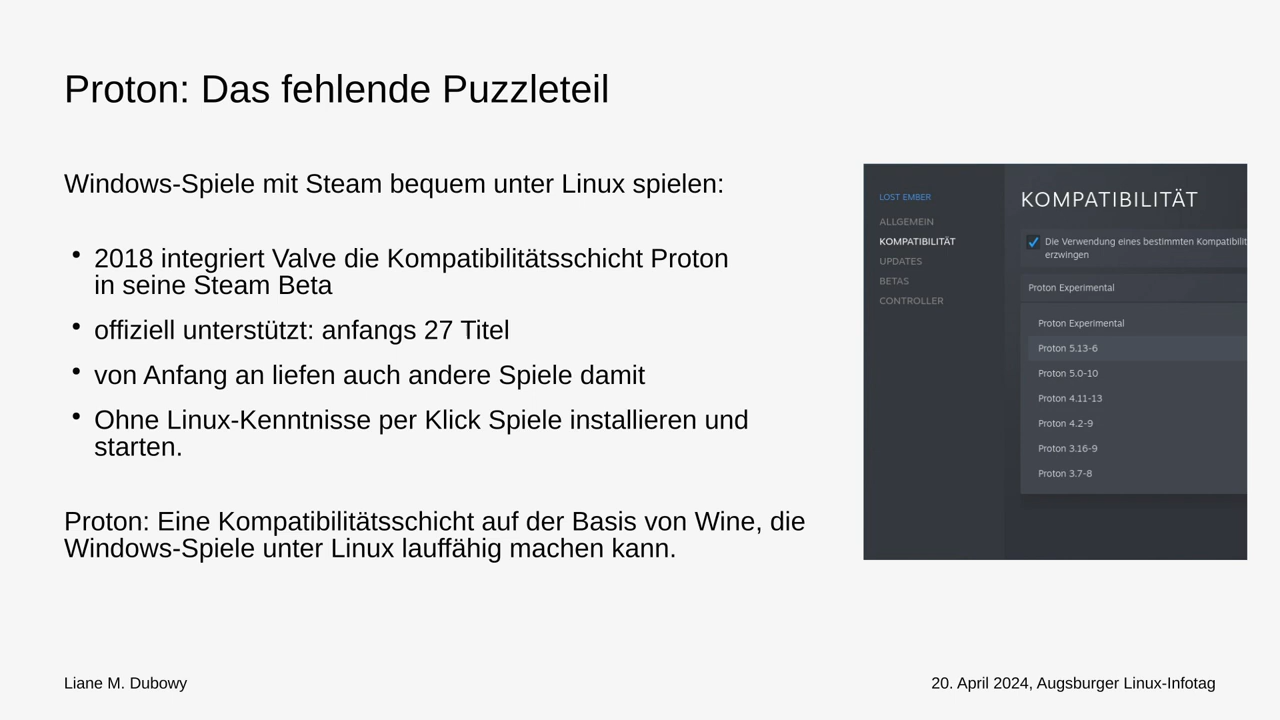 Proton: Das fehlende Puzzleteil
Windows-Spiele mit Steam bequem unter Linux spielen:
• 2018 integriert Valve die Kompatibilitätsschicht Proton
in seine Steam Beta
• offiziell unterstützt: anfangs 27 Titel
• von Anfang an liefen auch andere Spiele damit
• Ohne Linux-Kenntnisse per Klick Spiele installieren und
starten.
Proton: Eine Kompatibilitätsschicht auf der Basis von Wine, die
Windows-Spiele unter Linux lauffähig machen kann.
LOST EMBER
ALLGEMEIN
KOMPATIBILITÄT
UPDATES
BETAS
CONTROLLER
KOMPATIBILITÄT
Die Verwendung eines bestimmten Kompatibilit
erzwingen
Proton Experimental
Proton Experimental
Proton 5.13-6
Proton 5.0-10
Proton 4.11-13
Proton 4.2-9
Proton 3.16-9
Proton 3.7-8
Liane M. Dubowy
20. April 2024, Augsburger Linux-Infotag